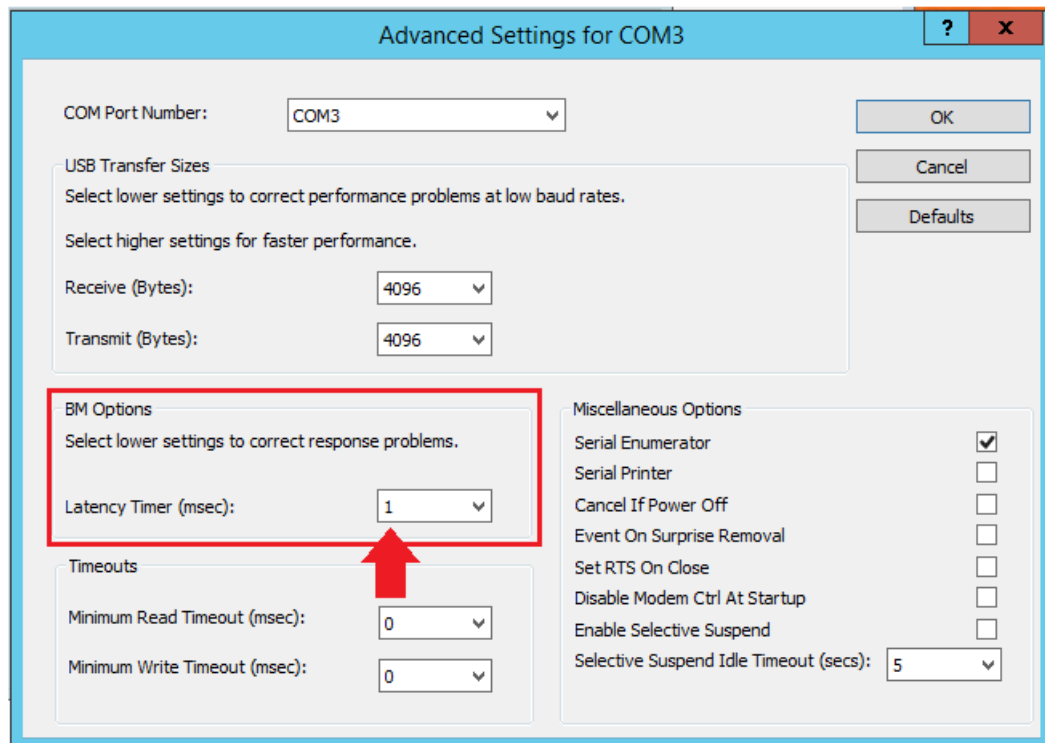 Advanced Settings for COM3
?
x
COM Port Number:
COM3
OK
USB Transfer Sizes
Cancel
Select lower settings to correct performance problems at low baud rates.
Defaults
Select higher settings for faster performance.
Receive (Bytes):
4096
Transmit (Bytes):
4096
BM Options
Select lower settings to correct response problems.
Latency Timer (msec):
1
Timeouts
Minimum Read Timeout (msec):
0
Minimum Write Timeout (msec):
0
Miscellaneous Options
Serial Enumerator
Serial Printer
Cancel If Power Off
Event On Surprise Removal
Set RTS On Close
Disable Modem Ctrl At Startup
Enable Selective Suspend
Selective Suspend Idle Timeout (secs):
5